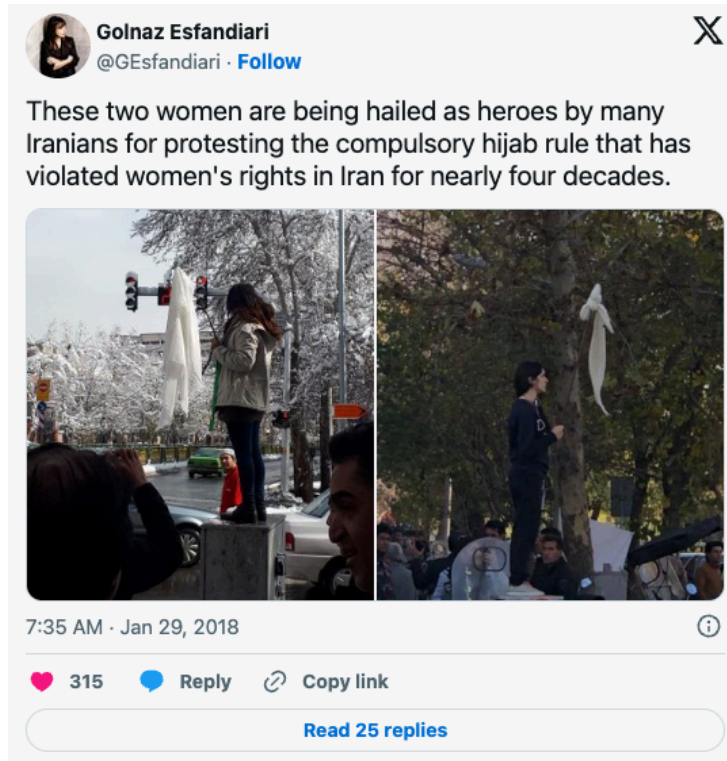 Golnaz Esfandiari
@GEsfandiari · Follow
These two women are being hailed as heroes by many
Iranians for protesting the compulsory hijab rule that has
violated women's rights in Iran for nearly four decades.
D
7:35 AM · Jan 29, 2018
315 Reply Copy link
Read 25 replies